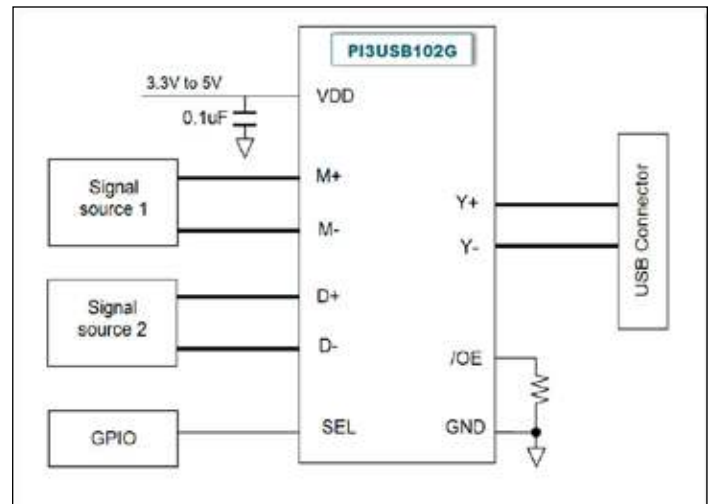 PI3USB102G
3.3V to 5V
VDD
0.1uF
Signal
source 1
M+
M-
Y+
Y-
USB Connector
Signal
source 2
D+
D-
/OE
GPIO
SEL
GND